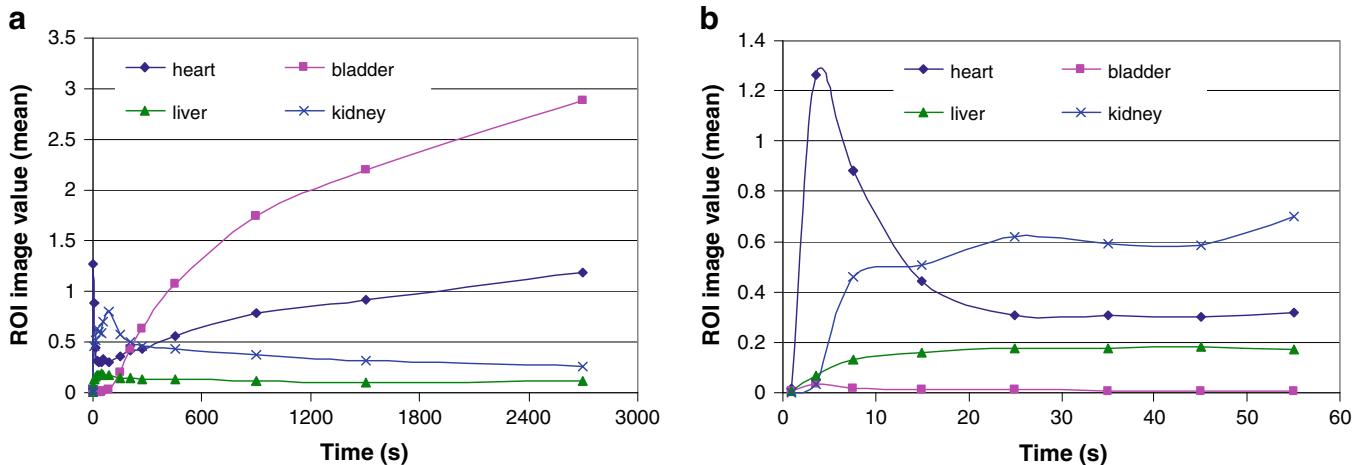 a
3.5
3
2.5
2
1.5
1
0.5
0
ROI image value (mean)
heart
bladder
liver
kidney
0 600 1200 1800 2400 3000
Time (s)
b
1.4
1.2
1
0.8
0.6
0.4
0.2
0
ROI image value (mean)
heart
bladder
liver
kidney
0 10 20 30 40 50 60
Time (s)